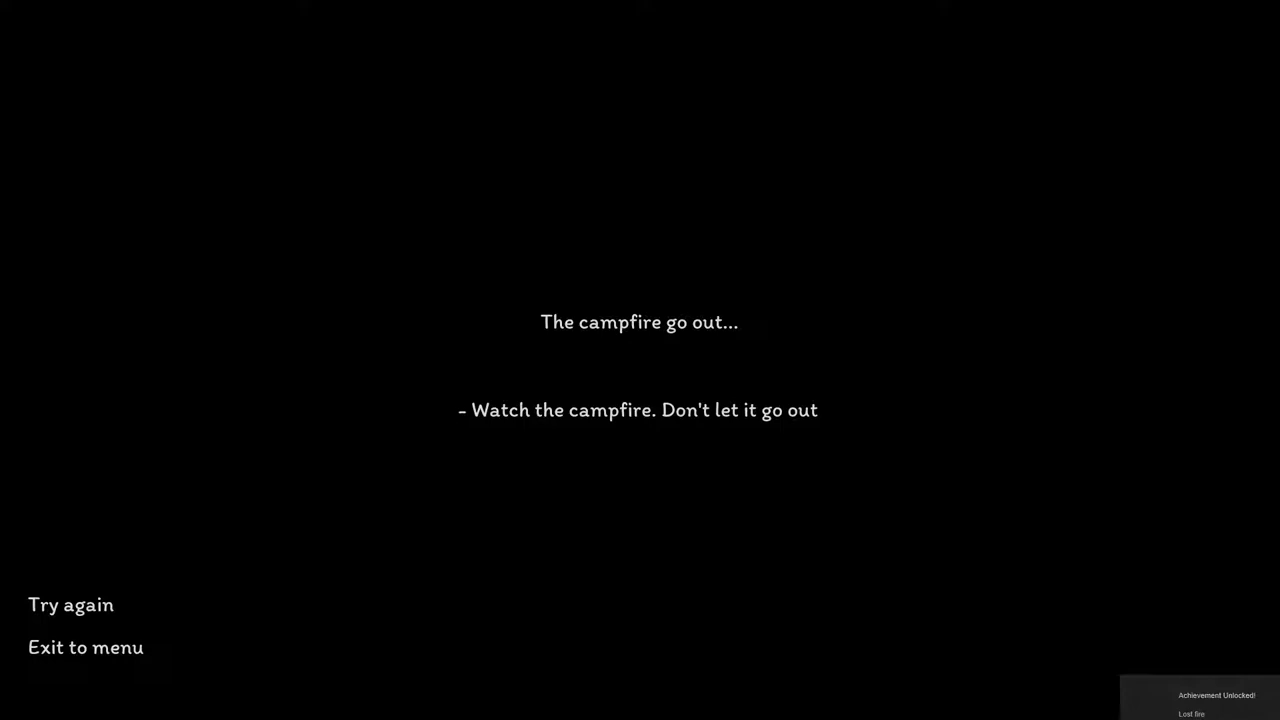 The campfire go out...
- Watch the campfire. Don't let it go out
Try again
Exit to menu
Achievement Unlocked!
Lost fire